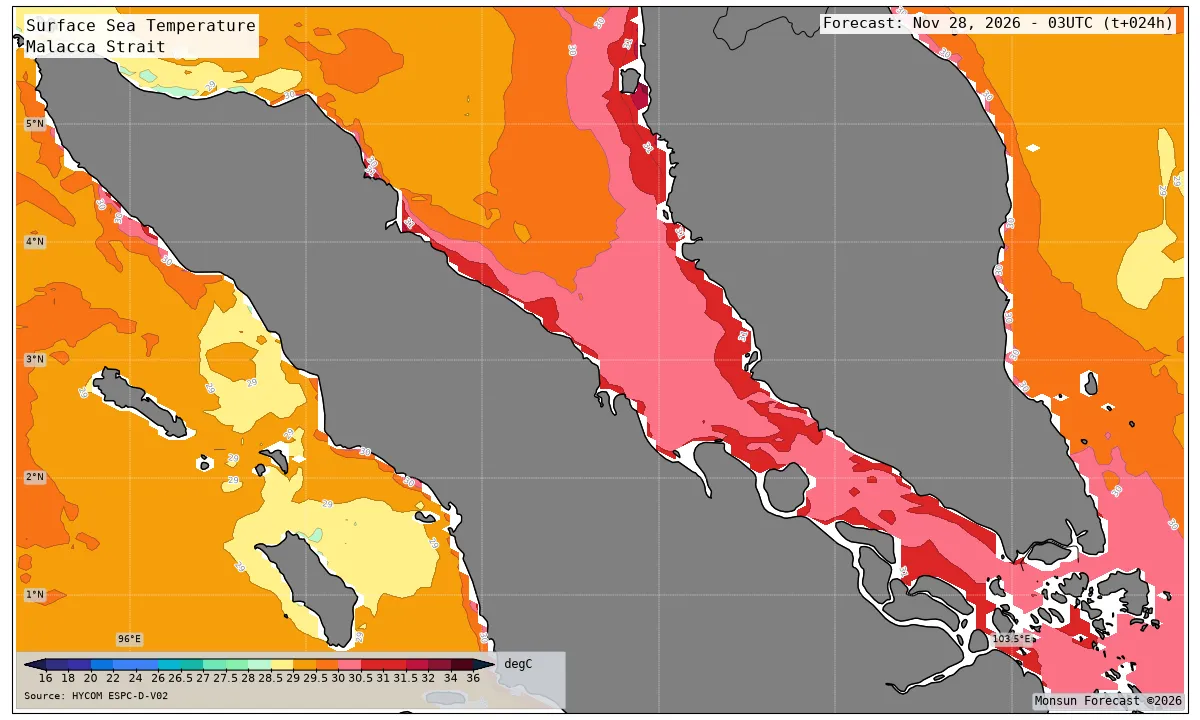 Surface Sea Temperature
Malacca Strait
Forecast: Nov 28, 2026 - 03UTC (t+024h)
5°N
4°N
3°N
2°N
1°N
96°E
103.5°E
degC
16 18 20 22 24 26 26.5 27 27.5 28 28.5 29 29.5 30 30.5 31 31.5 32 34 36
Source: HYCOM ESPC-D-V02
Monsun Forecast ©2026